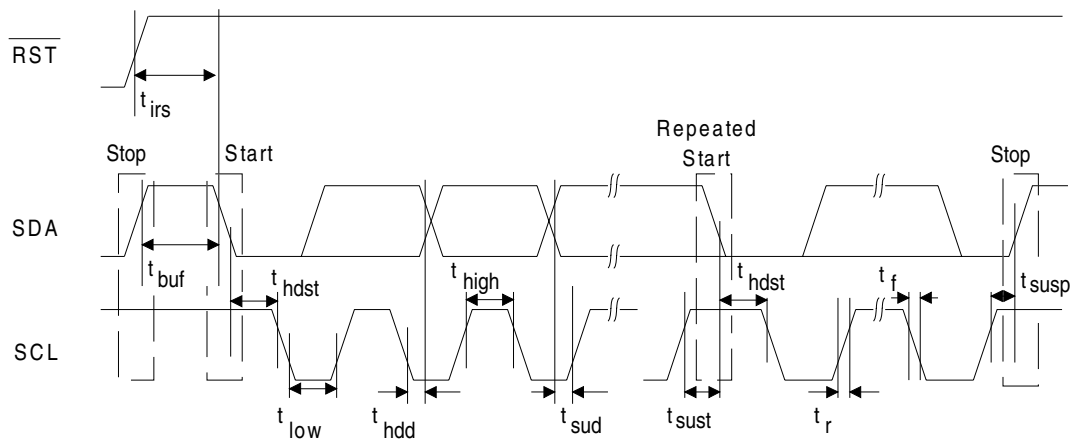 RST
t irs
Repeated
Stop Start Start Stop
SDA
t buf t hdst t high t hdst t f t susp
SCL
t low t hdd t sud t sust t r